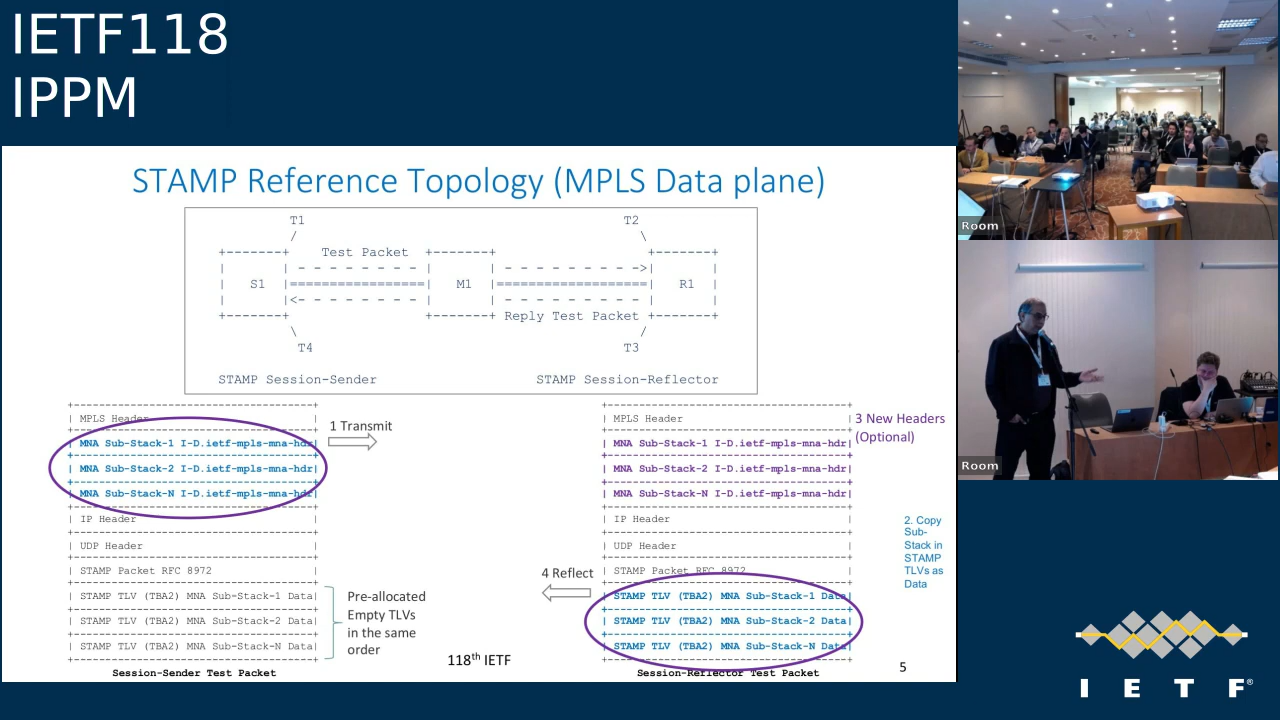 IETF118
IPPM
STAMP Reference Topology (MPLS Data plane)
T1 T2
/ \
+-------+ Test Packet +-------+ +-------+
| | - - - - - - - - | | - - - - - - - - ->| |
| S1 |================| M1 |==================| R1 |
| |<- - - - - - - - | | - - - - - - - - - | |
+-------+ +-------+ Reply Test Packet +-------+
\ /
T4 T3
STAMP Session-Sender STAMP Session-Reflector
| MPLS Header |
| MNA Sub-Stack-1 I-D.ietf-mpls-mna-hdr|
| MNA Sub-Stack-2 I-D.ietf-mpls-mna-hdr|
| MNA Sub-Stack-N I-D.ietf-mpls-mna-hdr|
| IP Header |
| UDP Header |
| STAMP Packet RFC 8972 |
| STAMP TLV (TBA2) MNA Sub-Stack-1 Data|
| STAMP TLV (TBA2) MNA Sub-Stack-2 Data|
| STAMP TLV (TBA2) MNA Sub-Stack-N Data|
Session-Sender Test Packet
1 Transmit
Pre-allocated
Empty TLVs
in the same
order
118th IETF
4 Reflect
| MPLS Header |
| MNA Sub-Stack-1 I-D.ietf-mpls-mna-hdr|
| MNA Sub-Stack-2 I-D.ietf-mpls-mna-hdr|
| MNA Sub-Stack-N I-D.ietf-mpls-mna-hdr|
| IP Header |
| UDP Header |
| STAMP Packet RFC 8972 |
| STAMP TLV (TBA2) MNA Sub-Stack-1 Data|
| STAMP TLV (TBA2) MNA Sub-Stack-2 Data|
| STAMP TLV (TBA2) MNA Sub-Stack-N Data|
Session-Reflector Test Packet
3 New Headers
(Optional)
2. Copy
Sub-
Stack in
STAMP
TLVs as
Data
5
Room
Room
IETF®